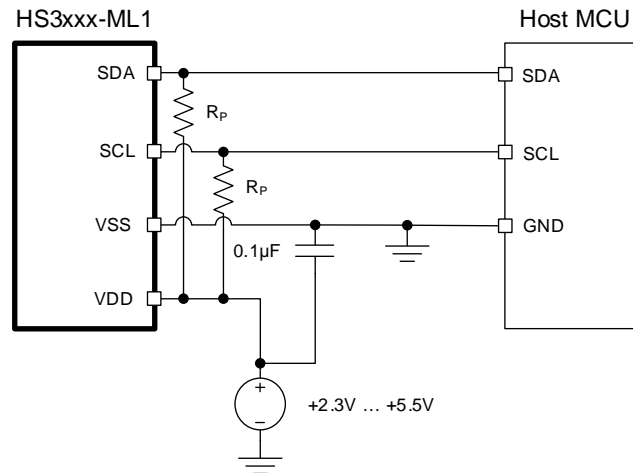 HS3xxx-ML1 Host MCU
SDA SDA
RP
SCL SCL
RP
VSS GND
0.1µF
VDD
+
+2.3V … +5.5V
−